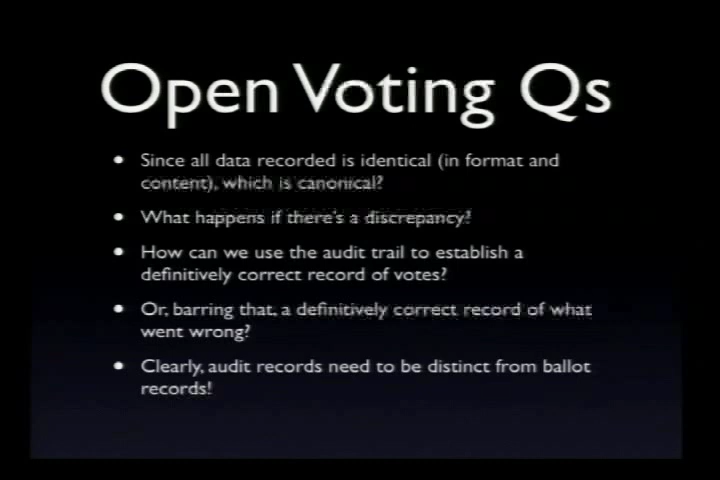 Open Voting Qs
• Since all data recorded is identical (in format and
content), which is canonical?
• What happens if there's a discrepancy?
• How can we use the audit trail to establish a
definitively correct record of votes?
• Or, barring that, a definitively correct record of what
went wrong?
• Clearly, audit records need to be distinct from ballot
records!